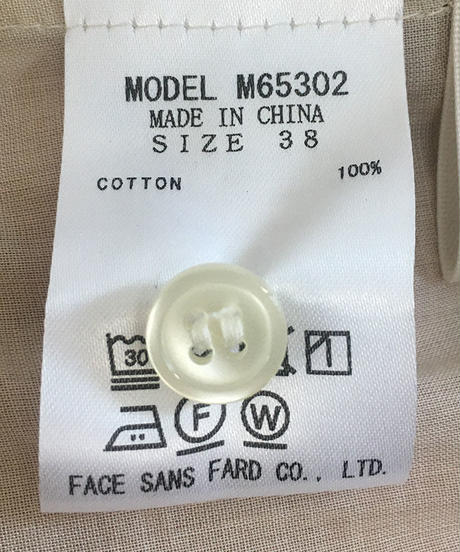 MODEL M65302
MADE IN CHINA
SIZE 38
COTTON 100%
30
F W
FACE SANS FARD CO., LTD.